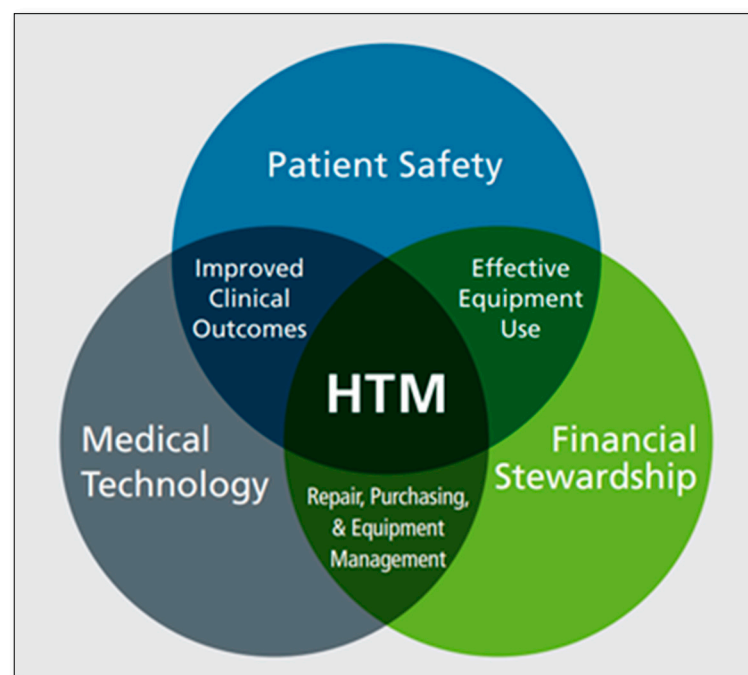 Patient Safety
Improved
Clinical
Outcomes
Effective
Equipment
Use
HTM
Medical
Technology
Financial
Stewardship
Repair, Purchasing,
& Equipment
Management